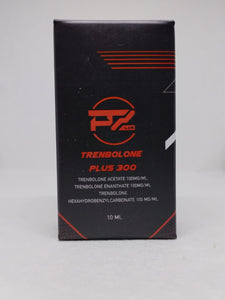 TRENBOLONE
PLUS 300
TRENBOLONE ACETATE 100MG/ML
TRENBOLONE ENANTHATE 100MG/ML
TRENBOLONE
HEXAHYDROBENZYLCARBONATE 100 MG/ML
10 ML